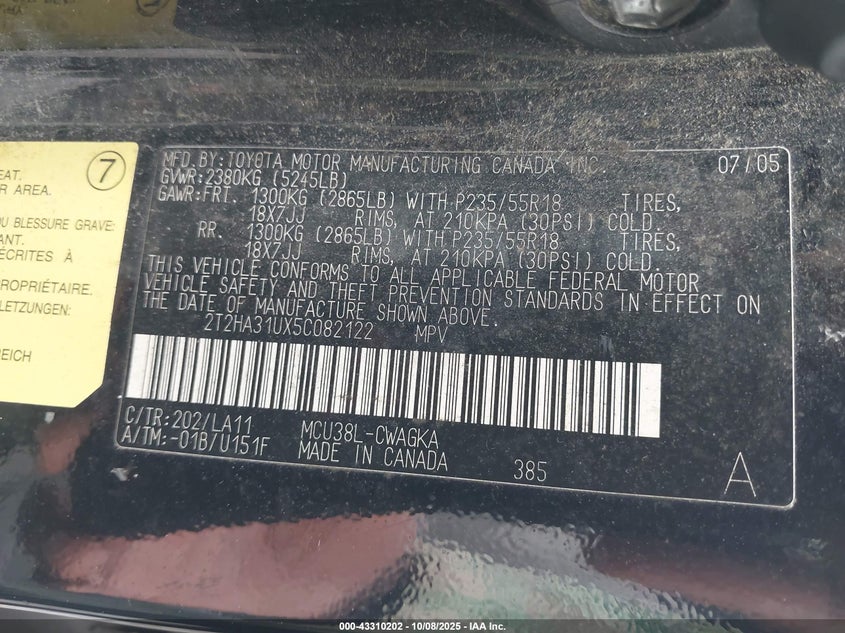 7
EAT.
R AREA.
U BLESSURE GRAVE:
ANT.
ÉCRITES À
PROPRIÉTAIRE.
LETZUNGEN:
REICH
MFD.BY:TOYOTA MOTOR MANUFACTURING CANADA INC. 07/05
GVWR:2380KG (5245LB)
GAWR:FRT. 1300KG (2865LB) WITH P235/55R18 TIRES,
18X7JJ RIMS, AT 210KPA (30PSI) COLD.
RR. 1300KG (2865LB) WITH P235/55R18 TIRES,
18X7JJ RIMS, AT 210KPA (30PSI) COLD.
THIS VEHICLE CONFORMS TO ALL APPLICABLE FEDERAL MOTOR
VEHICLE SAFETY AND THEFT PREVENTION STANDARDS IN EFFECT ON
THE DATE OF MANUFACTURE SHOWN ABOVE.
2T2HA31UX5C082122 MPV
C/TR:202/LA11 MCU38L-CWAGKA
A/TM:-01B/U151F MADE IN CANADA 385 A
000-43310202 - 10/08/2025 - IAA Inc.